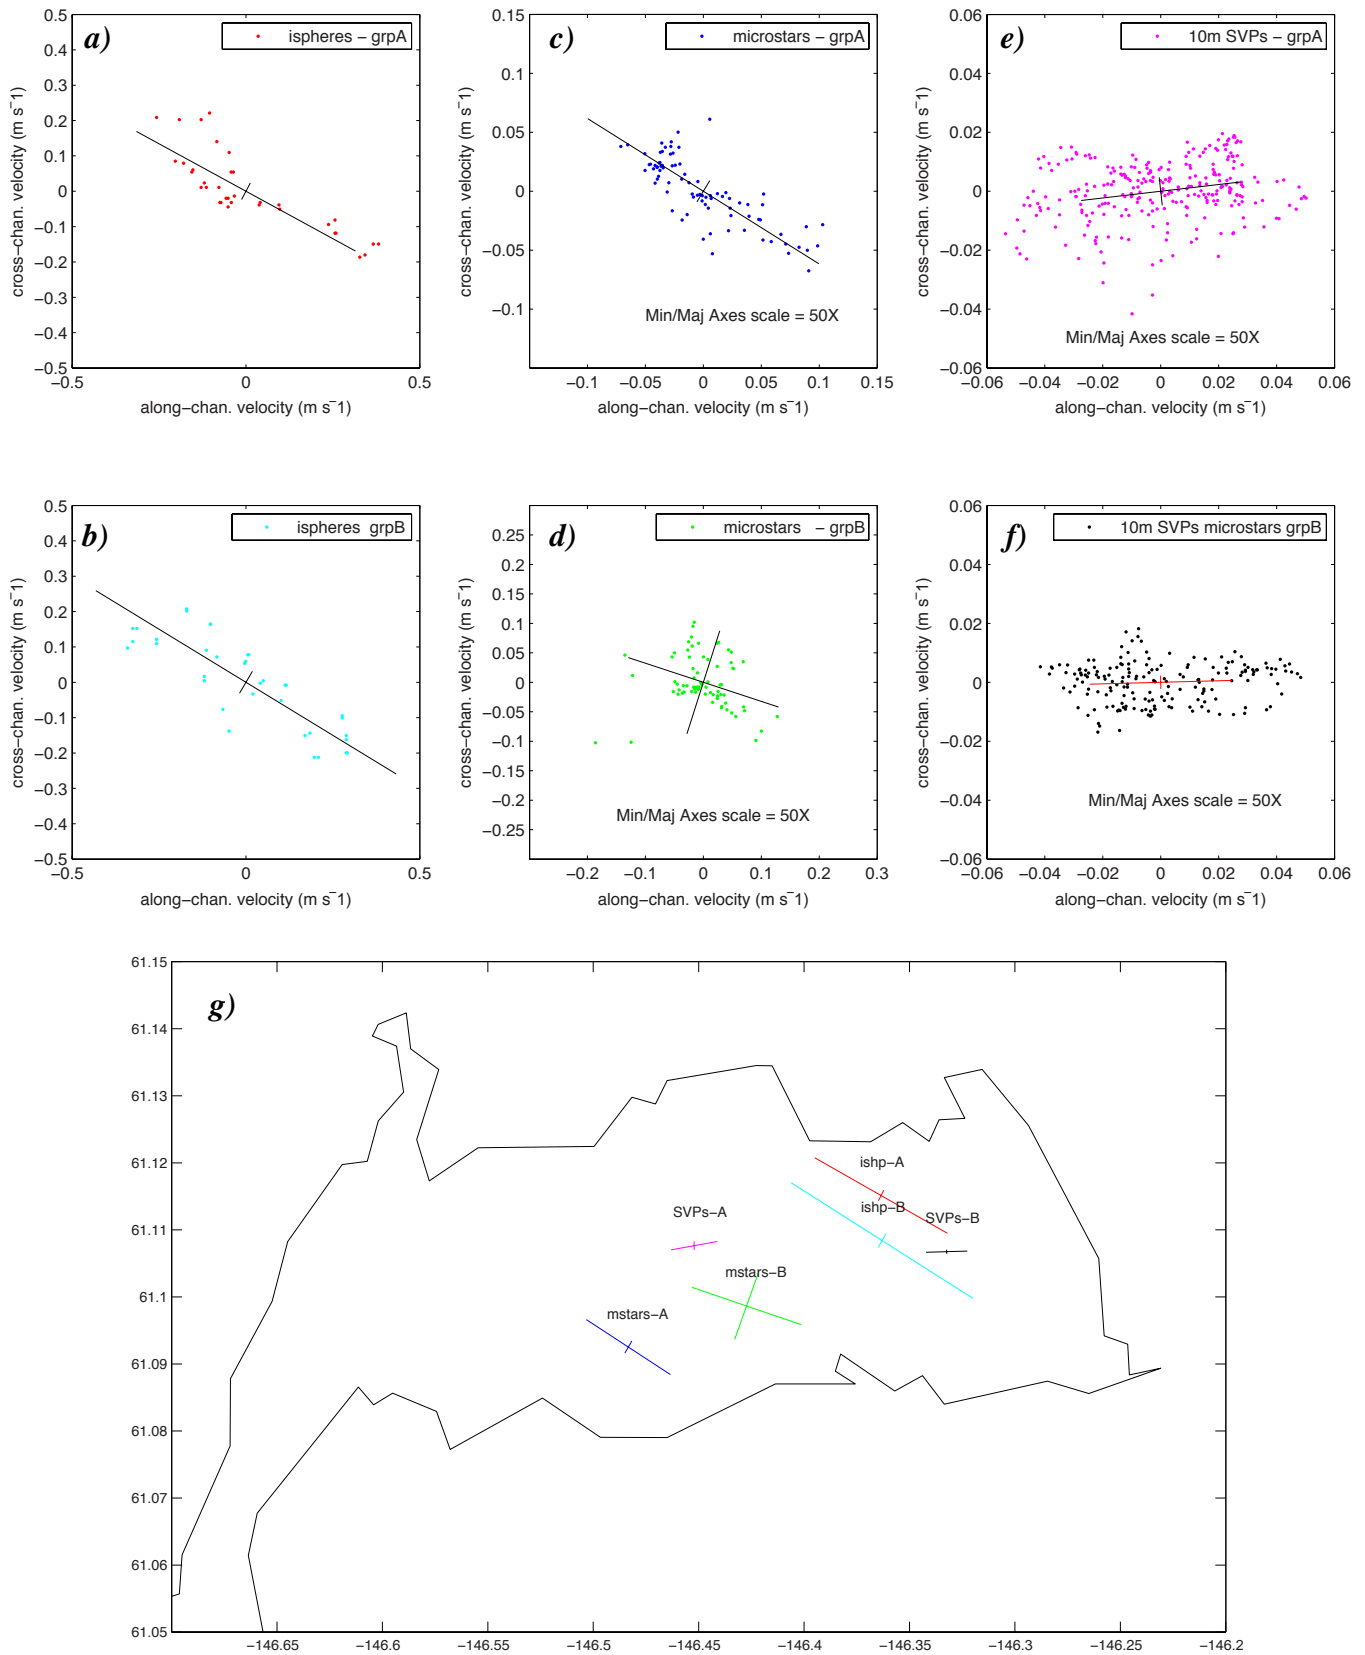 a)
ispheres – grpA
0.5
0.4
0.3
0.2
0.1
0
−0.1
−0.2
−0.3
−0.4
−0.5
−0.5 0 0.5
cross−chan. velocity (m s⁻1)
along−chan. velocity (m s⁻1)
c)
microstars – grpA
0.15
0.1
0.05
0
−0.05
−0.1
−0.1 −0.05 0 0.05 0.1 0.15
Min/Maj Axes scale = 50X
cross−chan. velocity (m s⁻1)
along−chan. velocity (m s⁻1)
e)
10m SVPs – grpA
0.06
0.04
0.02
0
−0.02
−0.04
−0.06
−0.06 −0.04 −0.02 0 0.02 0.04 0.06
Min/Maj Axes scale = 50X
cross−chan. velocity (m s⁻1)
along−chan. velocity (m s⁻1)
b)
ispheres grpB
0.5
0.4
0.3
0.2
0.1
0
−0.1
−0.2
−0.3
−0.4
−0.5
−0.5 0 0.5
cross−chan. velocity (m s⁻1)
along−chan. velocity (m s⁻1)
d)
microstars – grpB
0.25
0.2
0.15
0.1
0.05
0
−0.05
−0.1
−0.15
−0.2
−0.25
−0.2 −0.1 0 0.1 0.2 0.3
Min/Maj Axes scale = 50X
cross−chan. velocity (m s⁻1)
along−chan. velocity (m s⁻1)
f)
10m SVPs microstars grpB
0.06
0.04
0.02
0
−0.02
−0.04
−0.06
−0.06 −0.04 −0.02 0 0.02 0.04 0.06
Min/Maj Axes scale = 50X
cross−chan. velocity (m s⁻1)
along−chan. velocity (m s⁻1)
g)
61.15
61.14
61.13
61.12
61.11
61.1
61.09
61.08
61.07
61.06
61.05
ishp−A
ishp−B
SVPs−A
SVPs−B
mstars−B
mstars−A
−146.65 −146.6 −146.55 −146.5 −146.45 −146.4 −146.35 −146.3 −146.25 −146.2